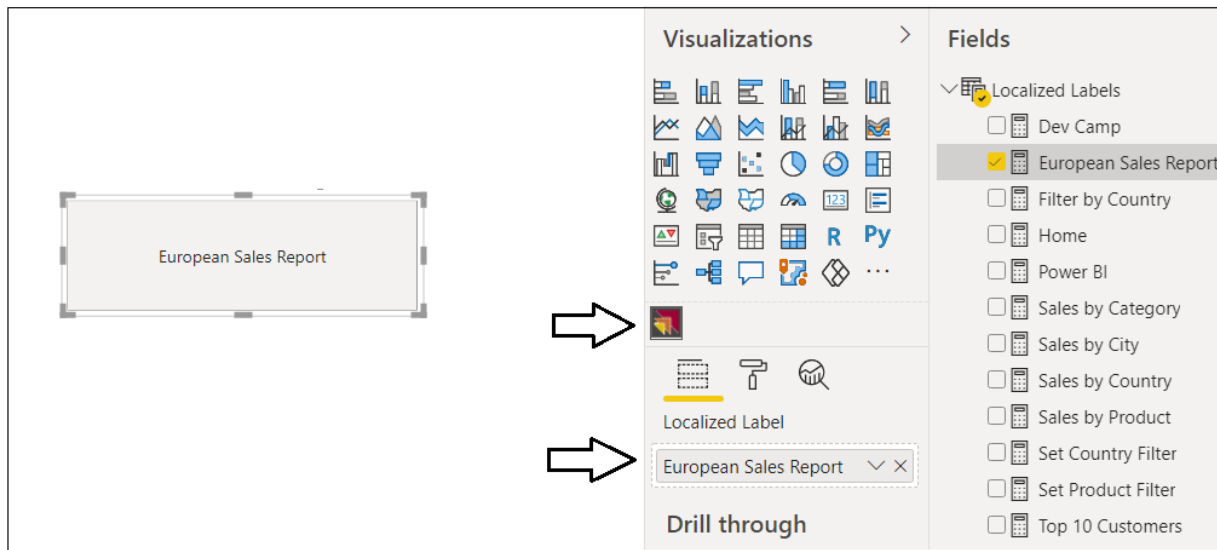 European Sales Report
Visualizations
123
R
Py
Localized Label
European Sales Report
Drill through
Fields
Localized Labels
Dev Camp
European Sales Report
Filter by Country
Home
Power BI
Sales by Category
Sales by City
Sales by Country
Sales by Product
Set Country Filter
Set Product Filter
Top 10 Customers